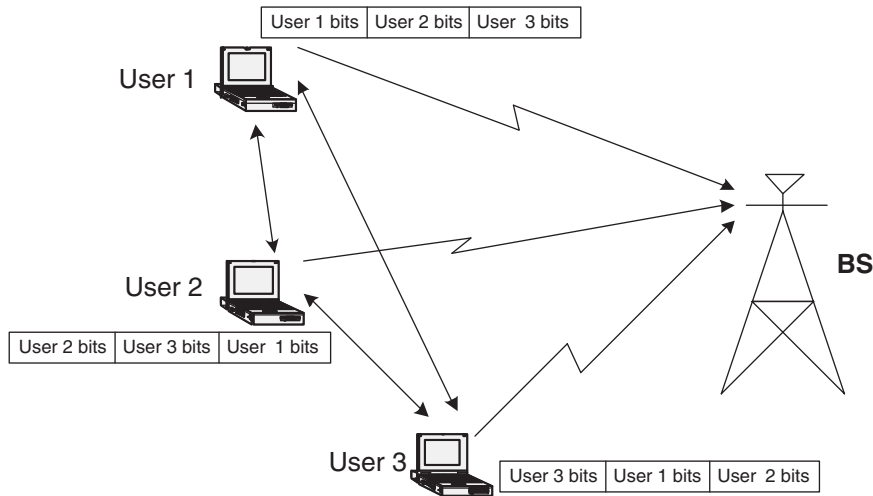 User 1 bits User 2 bits User 3 bits
User 1
User 2
BS
User 2 bits User 3 bits User 1 bits
User 3
User 3 bits User 1 bits User 2 bits